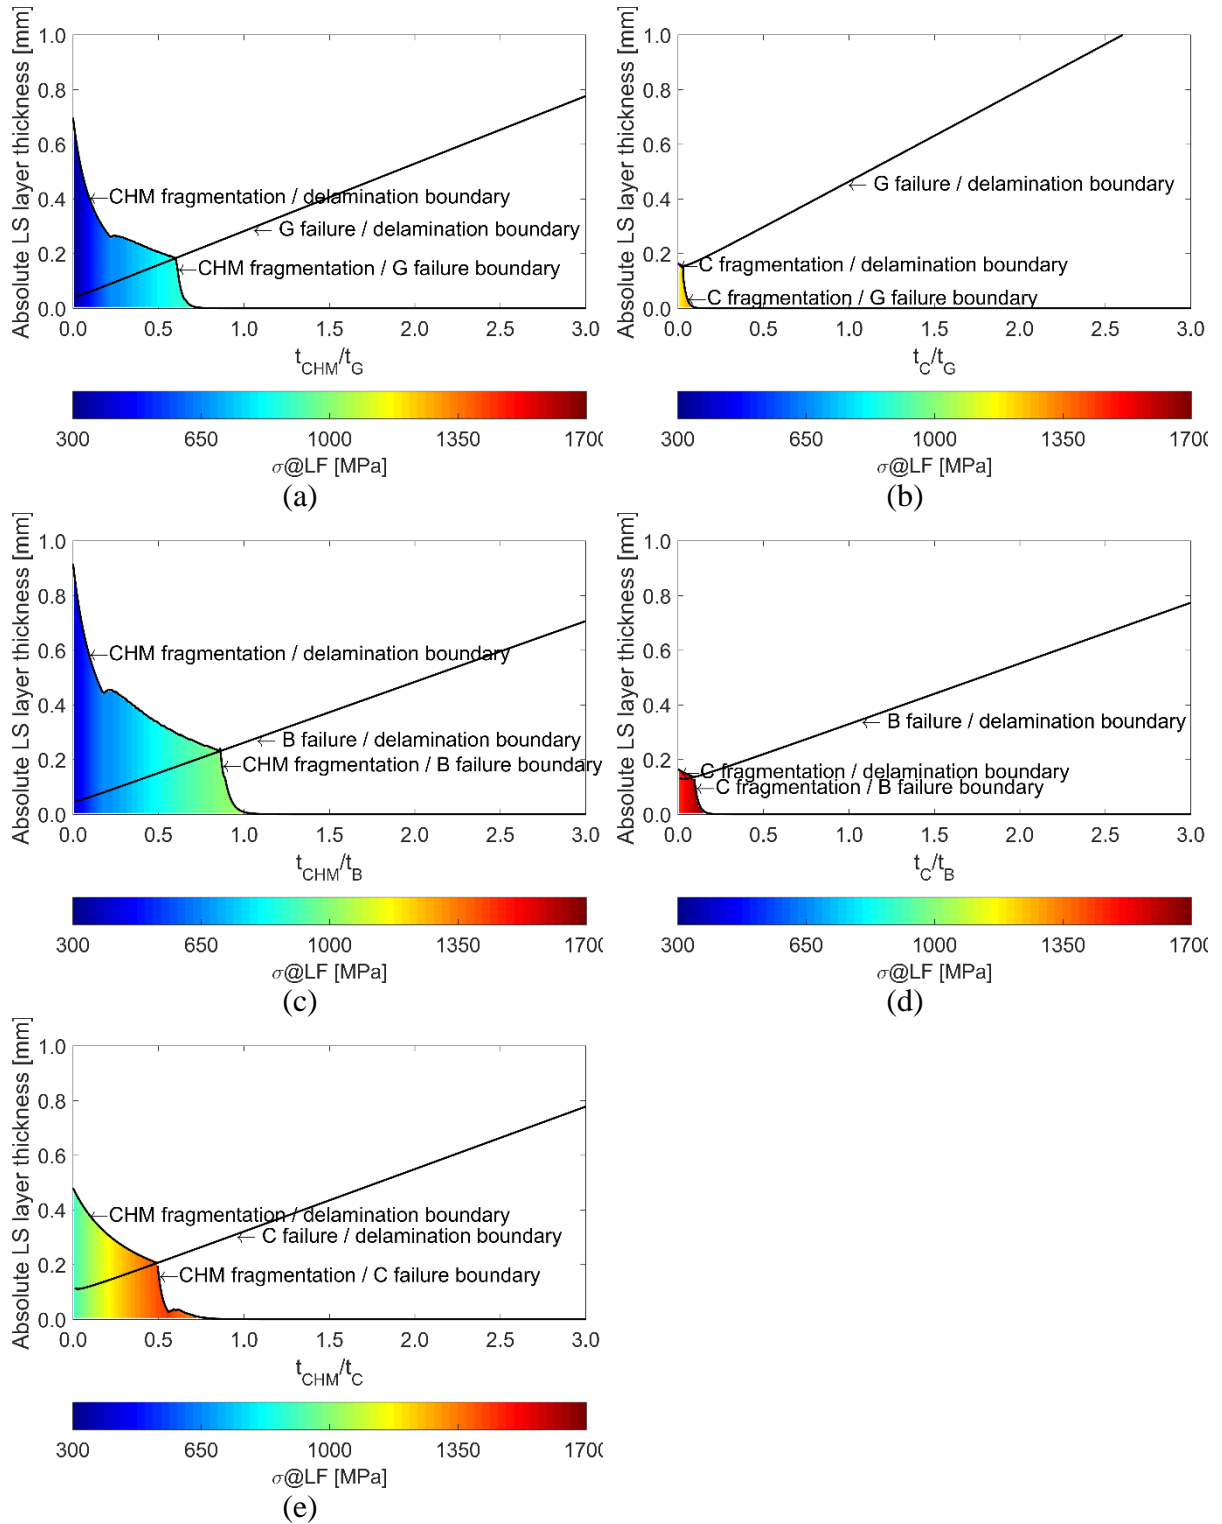 Absolute LS layer thickness [mm]
1.0
0.8
0.6
0.4
0.2
0.0
CHM fragmentation / delamination boundary
G failure / delamination boundary
CHM fragmentation / G failure boundary
0.0 0.5 1.0 1.5 2.0 2.5 3.0
t_CHM/t_G
300 650 1000 1350 1700
σ@LF [MPa]
(a)
Absolute LS layer thickness [mm]
1.0
0.8
0.6
0.4
0.2
0.0
G failure / delamination boundary
C fragmentation / delamination boundary
C fragmentation / G failure boundary
0.0 0.5 1.0 1.5 2.0 2.5 3.0
t_C/t_G
300 650 1000 1350 1700
σ@LF [MPa]
(b)
Absolute LS layer thickness [mm]
1.0
0.8
0.6
0.4
0.2
0.0
CHM fragmentation / delamination boundary
B failure / delamination boundary
CHM fragmentation / B failure boundary
0.0 0.5 1.0 1.5 2.0 2.5 3.0
t_CHM/t_B
300 650 1000 1350 1700
σ@LF [MPa]
(c)
Absolute LS layer thickness [mm]
1.0
0.8
0.6
0.4
0.2
0.0
B failure / delamination boundary
C fragmentation / delamination boundary
C fragmentation / B failure boundary
0.0 0.5 1.0 1.5 2.0 2.5 3.0
t_C/t_B
300 650 1000 1350 1700
σ@LF [MPa]
(d)
Absolute LS layer thickness [mm]
1.0
0.8
0.6
0.4
0.2
0.0
CHM fragmentation / delamination boundary
C failure / delamination boundary
CHM fragmentation / C failure boundary
0.0 0.5 1.0 1.5 2.0 2.5 3.0
t_CHM/t_C
300 650 1000 1350 1700
σ@LF [MPa]
(e)